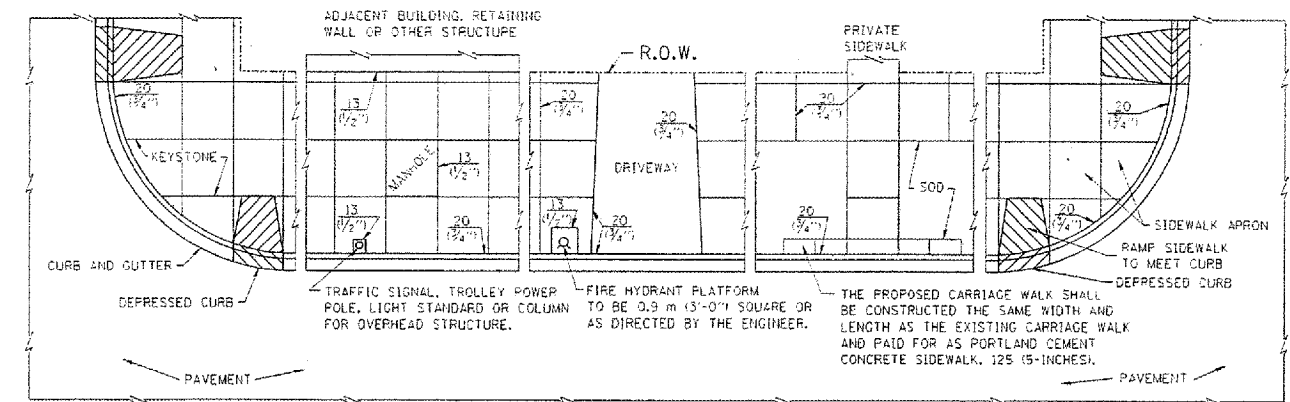 ADJACENT BUILDING, RETAINING
WALL OR OTHER STRUCTURE
R.O.W.
PRIVATE
SIDEWALK
20
(3/4")
13
(1/2")
20
(3/4")
20
(3/4")
20
(3/4")
20
(3/4")
KEYSTONE
MANHOLE
13
(1/2")
DRIVEWAY
SOD
13
(1/2")
20
(3/4")
13
(1/2")
20
(3/4")
20
(3/4")
20
(3/4")
SIDEWALK APRON
RAMP SIDEWALK
TO MEET CURB
DEPRESSED CURB
CURB AND GUTTER
DEPRESSED CURB
TRAFFIC SIGNAL, TROLLEY POWER
POLE, LIGHT STANDARD OR COLUMN
FOR OVERHEAD STRUCTURE.
FIRE HYDRANT PLATFORM
TO BE 0.9 m (3'-0") SQUARE OR
AS DIRECTED BY THE ENGINEER.
THE PROPOSED CARRIAGE WALK SHALL
BE CONSTRUCTED THE SAME WIDTH AND
LENGTH AS THE EXISTING CARRIAGE WALK
AND PAID FOR AS PORTLAND CEMENT
CONCRETE SIDEWALK, 125 (5-INCHES).
PAVEMENT
PAVEMENT